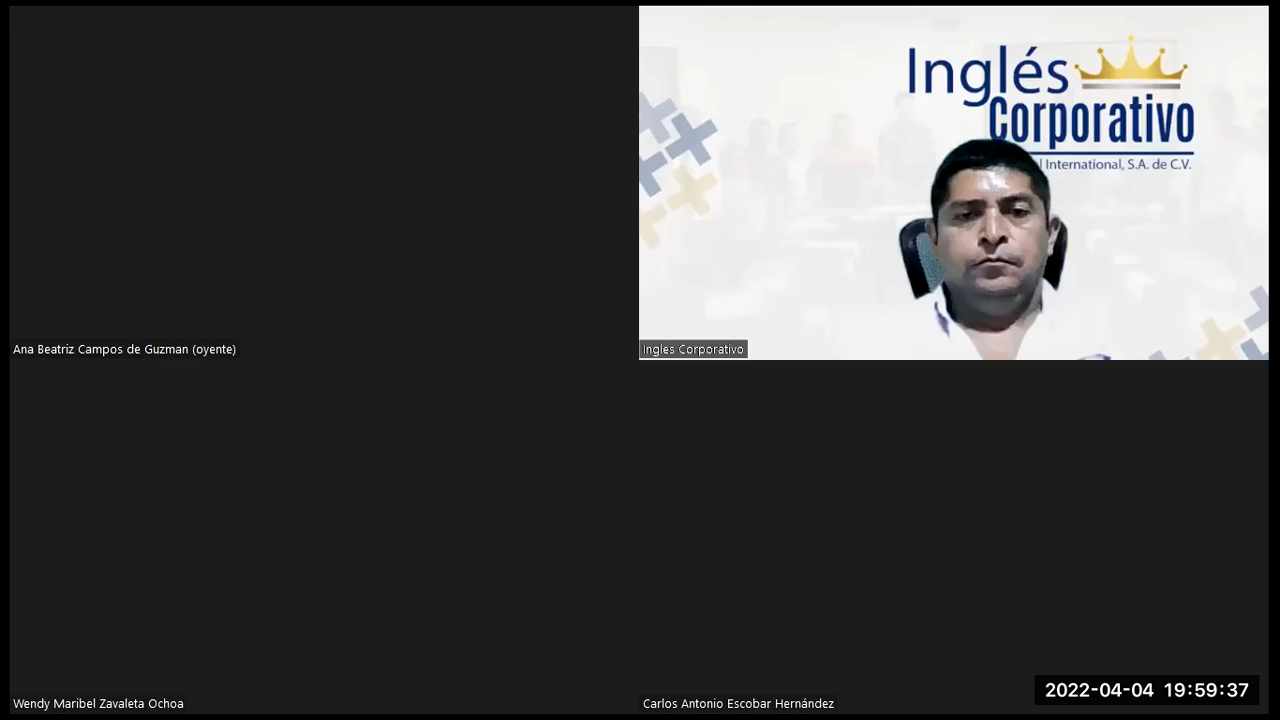 Inglés
Corporativo
l International, S.A. de C.V.
Ana Beatriz Campos de Guzman (oyente)
Ingles Corporativo
Wendy Maribel Zavaleta Ochoa
Carlos Antonio Escobar Hernández
2022-04-04 19:59:37